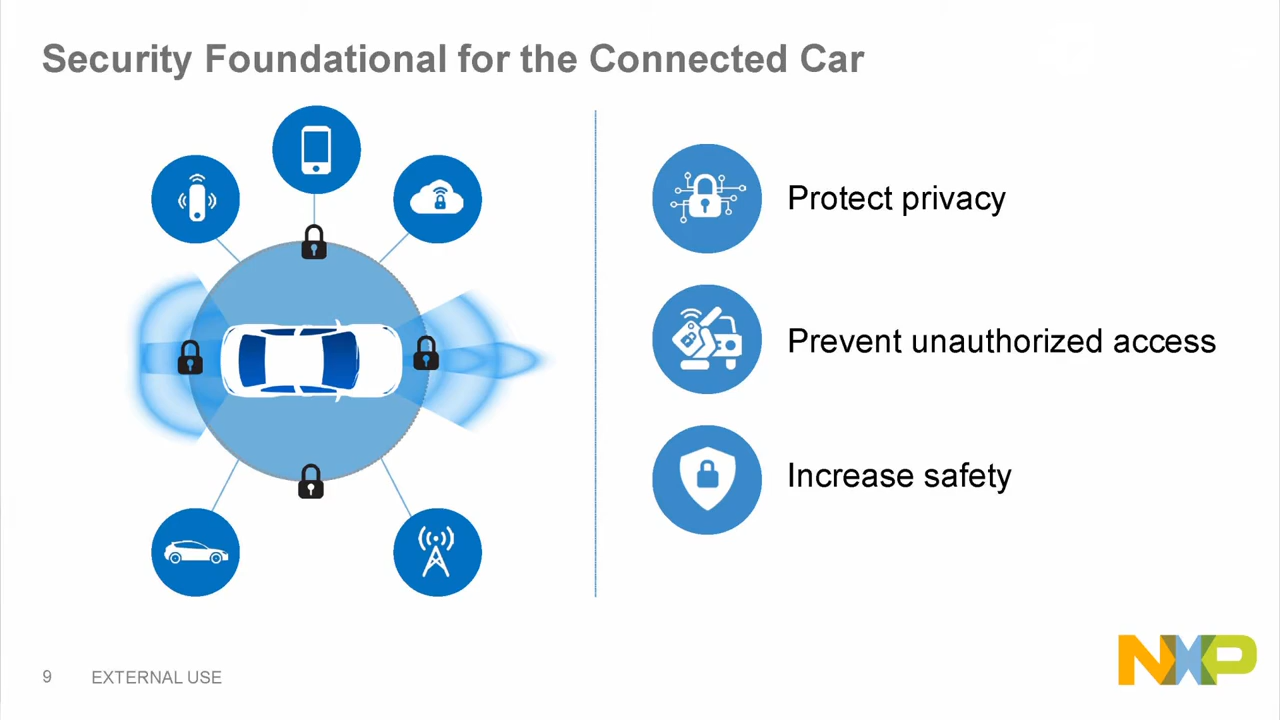 Security Foundational for the Connected Car
Protect privacy
Prevent unauthorized access
Increase safety
9 EXTERNAL USE
NXP